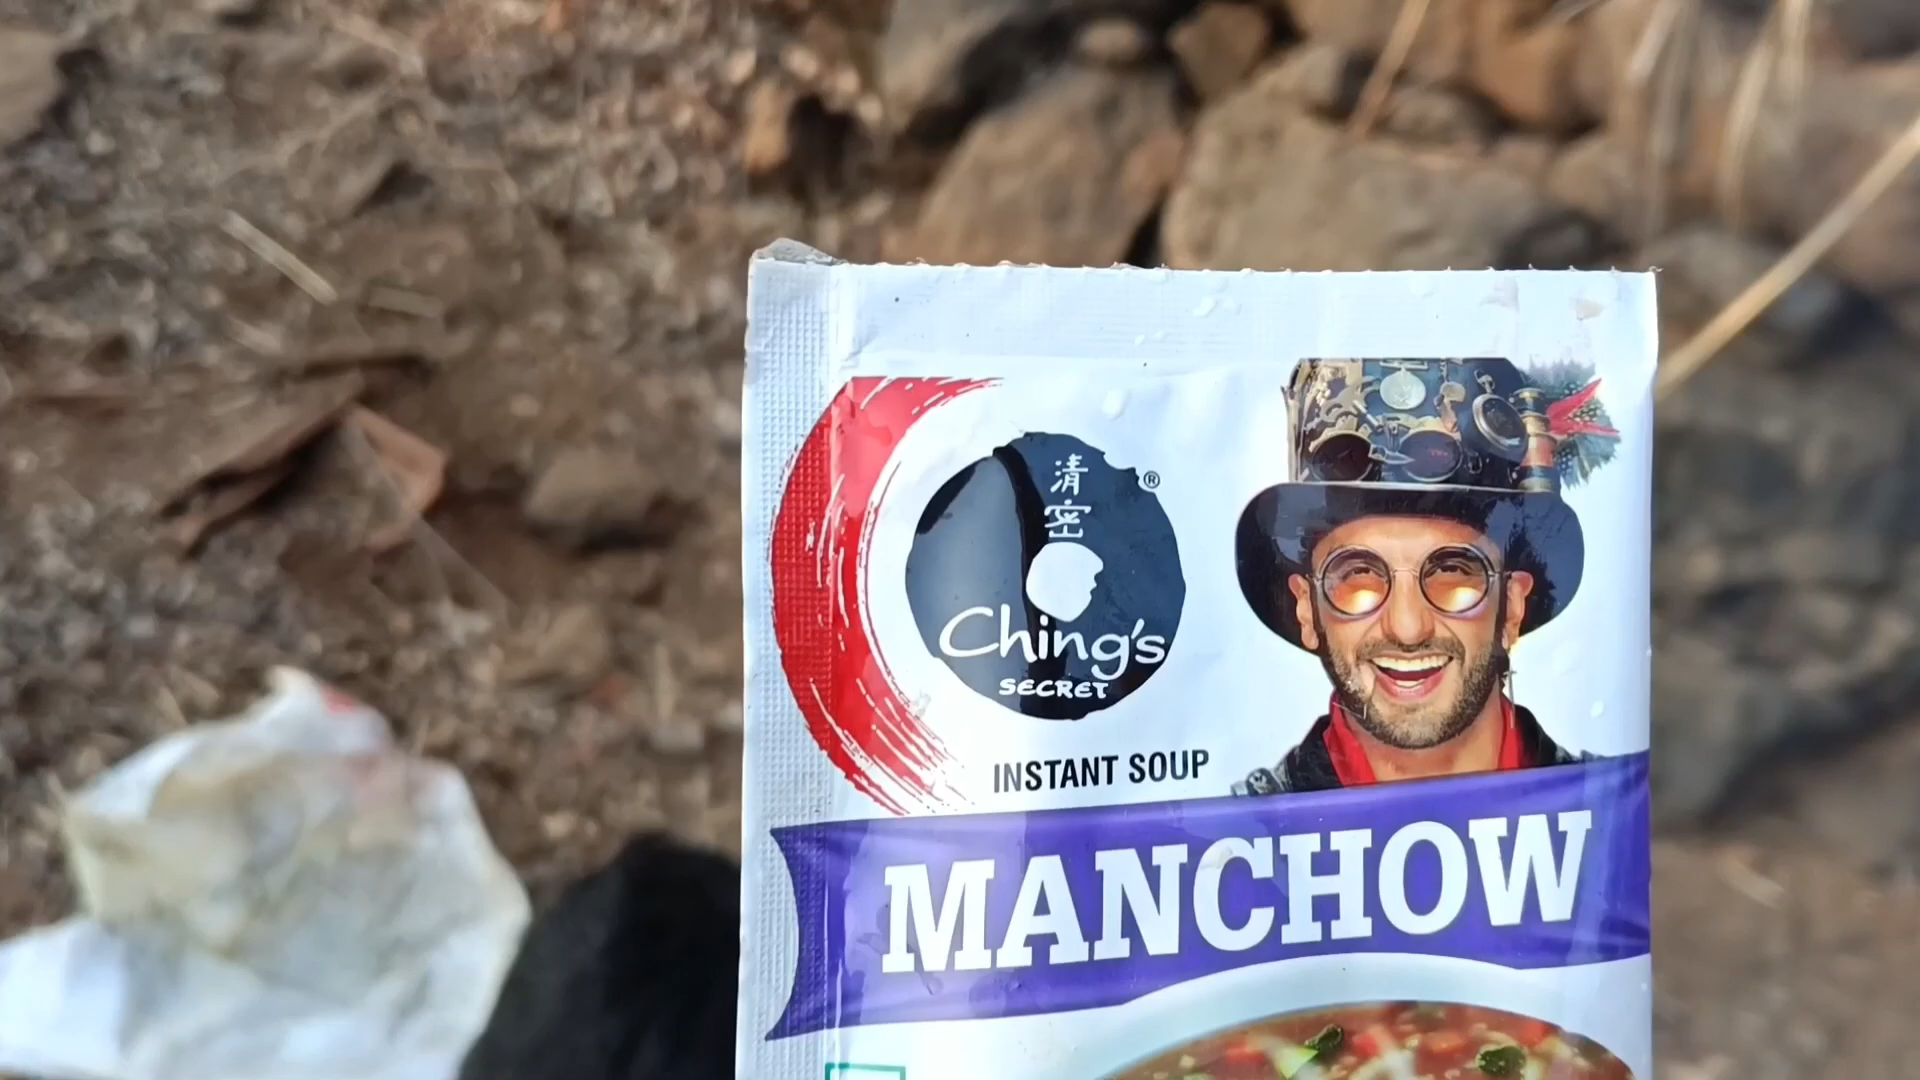 清
密
®
Ching's
SECRET
INSTANT SOUP
MANCHOW